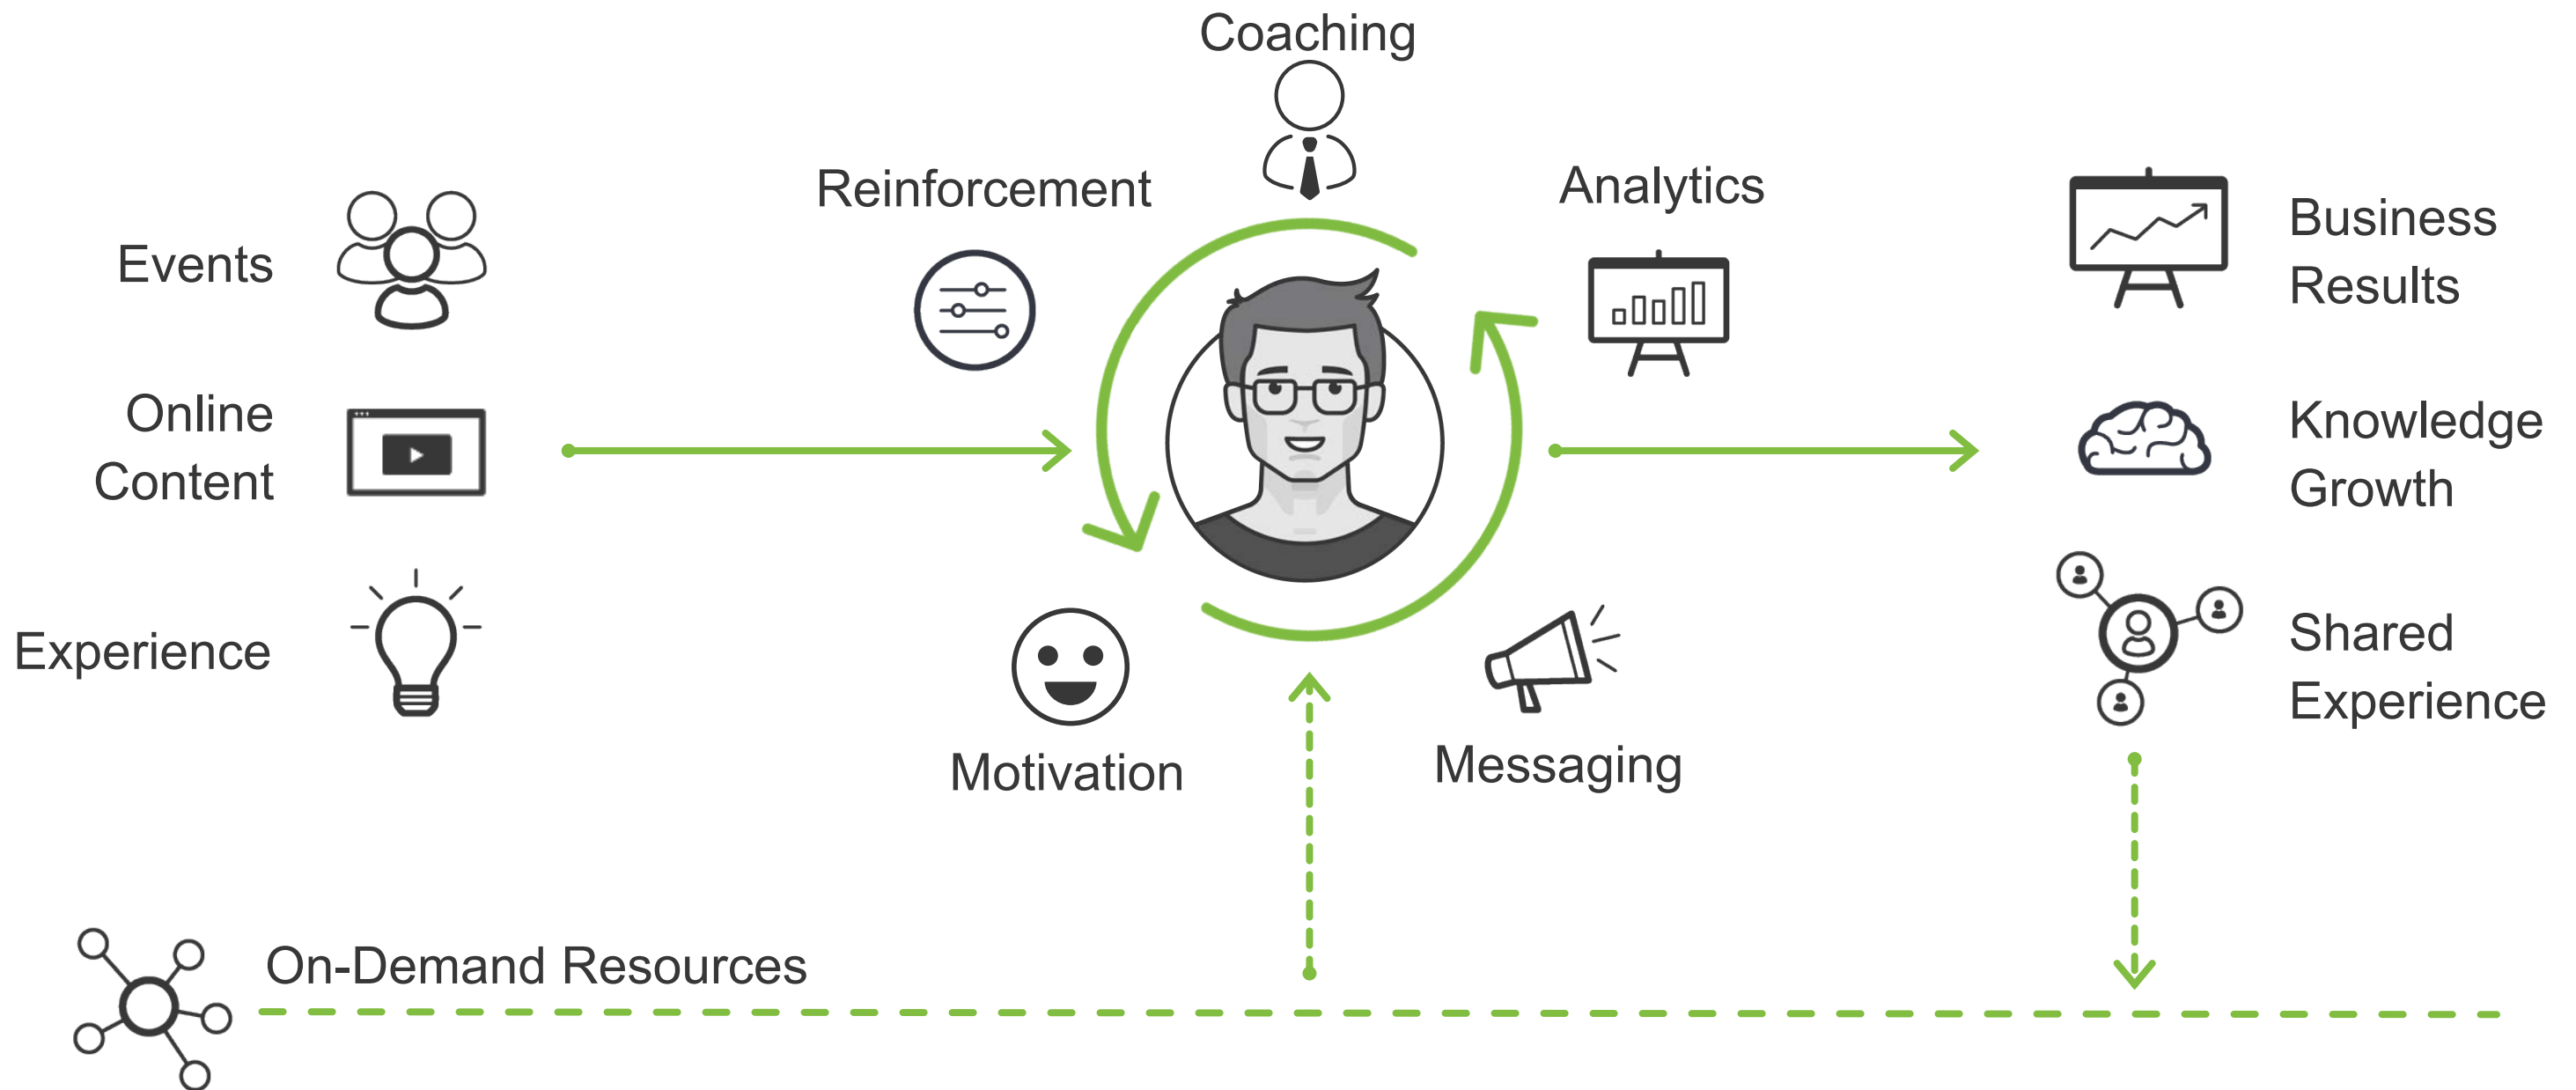 Coaching
Reinforcement
Analytics
Events
Business
Results
Online
Content
Knowledge
Growth
Experience
Shared
Experience
Motivation
Messaging
On-Demand Resources